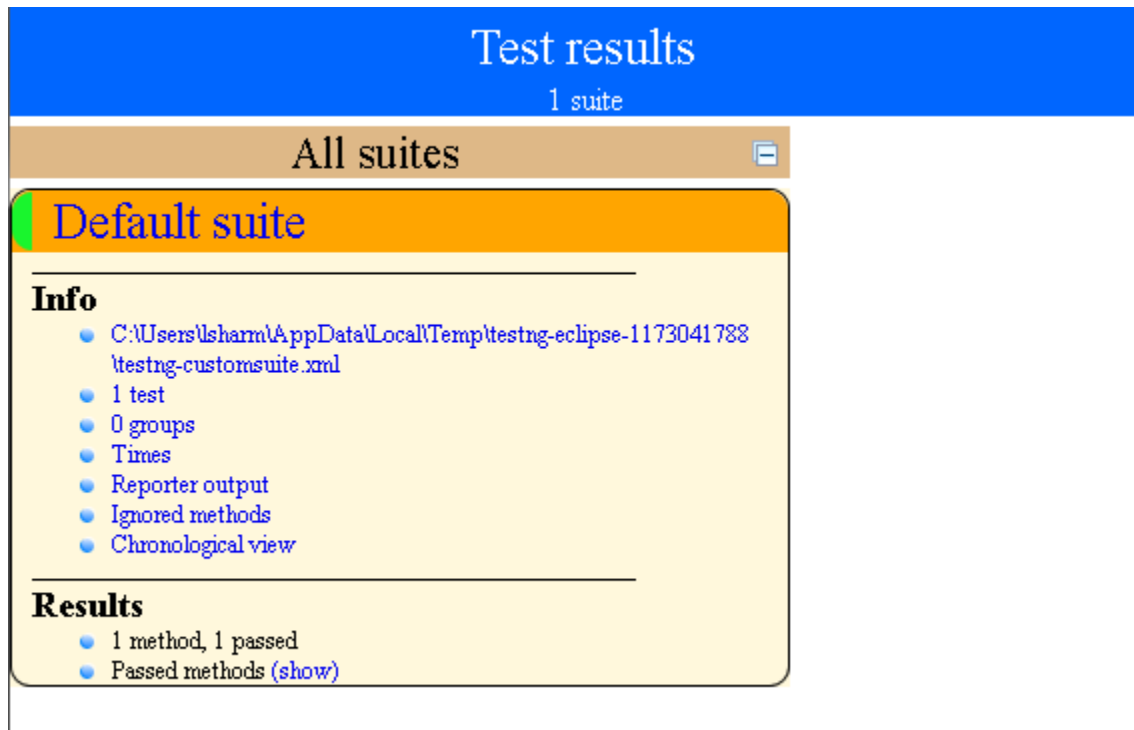 Test results
1 suite
All suites
Default suite
Info
C:\Users\lsharm\AppData\Local\Temp\testng-eclipse-1173041788
\testng-customsuite.xml
1 test
0 groups
Times
Reporter output
Ignored methods
Chronological view
Results
1 method, 1 passed
Passed methods (show)